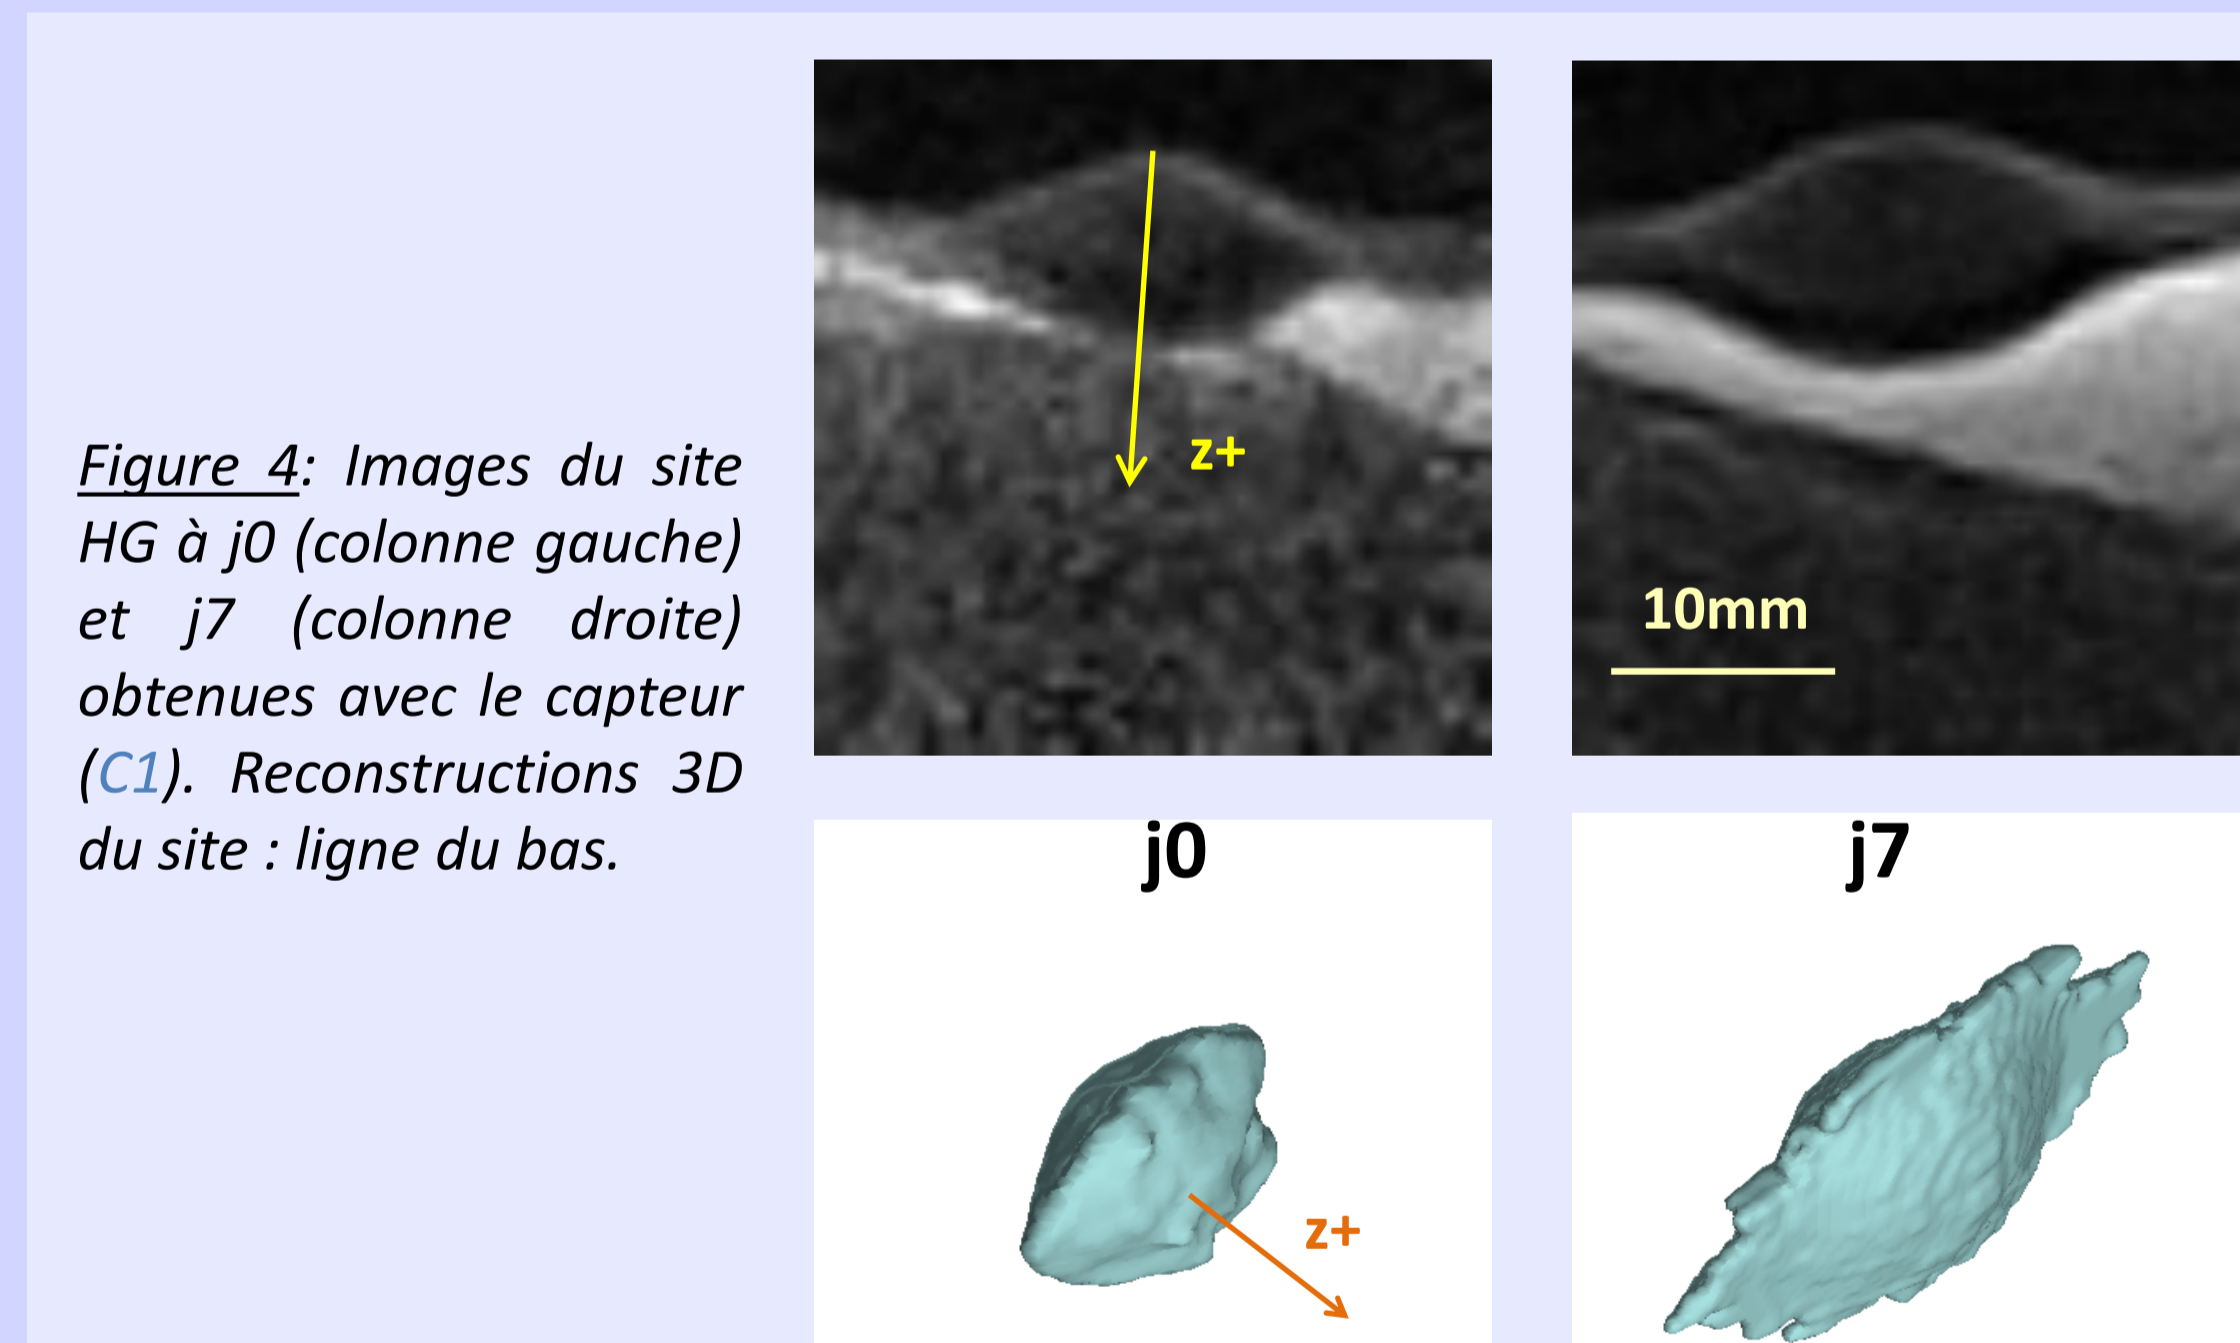 Figure 4: Images du site
HG à j0 (colonne gauche)
et j7 (colonne droite)
obtenues avec le capteur
(C1). Reconstructions 3D
du site : ligne du bas.
z+
10mm
j0
j7
z+